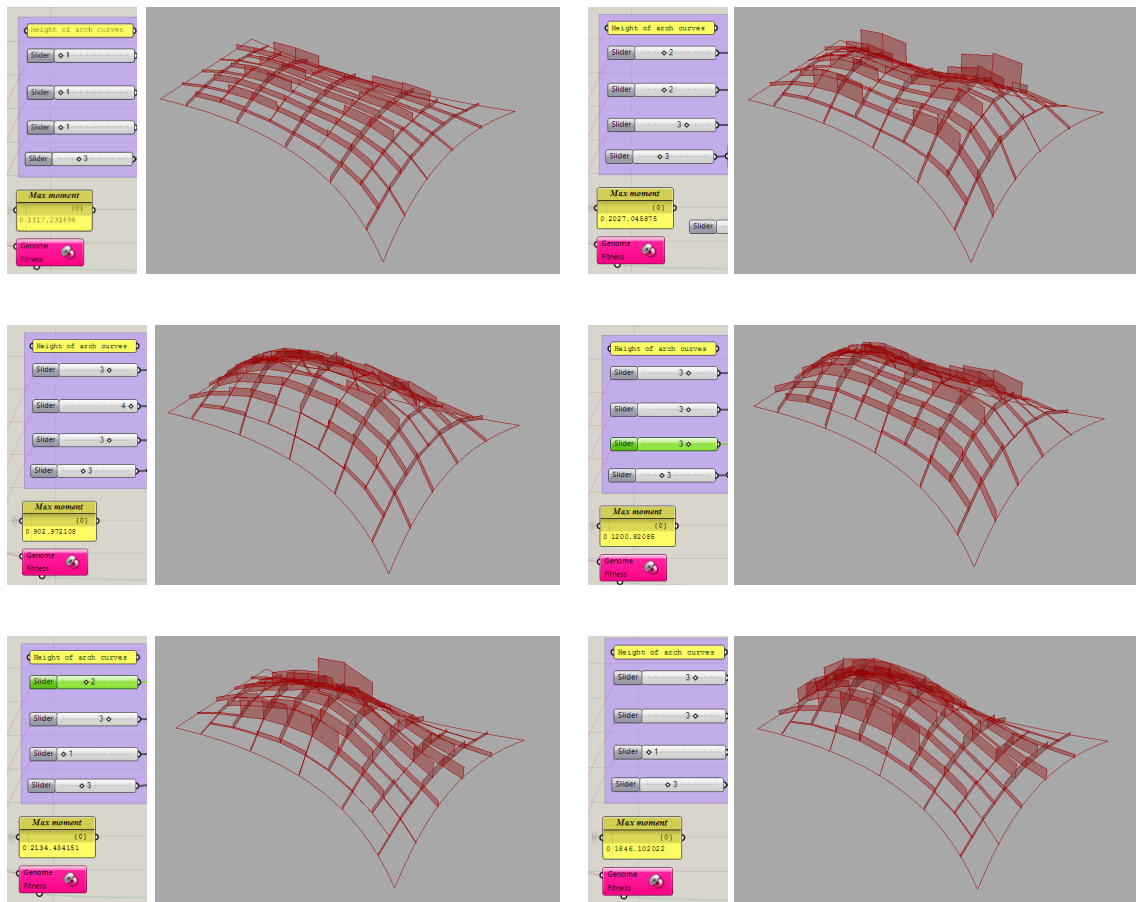 Height of arch curves
Slider 1
Slider 1
Slider 1
Slider 3
Max moment
{0}
0 1317.231696
Genome
Fitness
Height of arch curves
Slider 2
Slider 2
Slider 3
Slider 3
Max moment
{0}
0 2027.045875
Slider
Genome
Fitness
Height of arch curves
Slider 3
Slider 4
Slider 3
Slider 3
Max moment
{0}
0 902.972108
Genome
Fitness
Height of arch curves
Slider 3
Slider 3
Slider 3
Slider 3
Max moment
{0}
0 1200.82085
Genome
Fitness
Height of arch curves
Slider 2
Slider 3
Slider 1
Slider 3
Max moment
{0}
0 2134.434151
Genome
Fitness
Height of arch curves
Slider 3
Slider 3
Slider 1
Slider 3
Max moment
{0}
0 1846.102022
Genome
Fitness